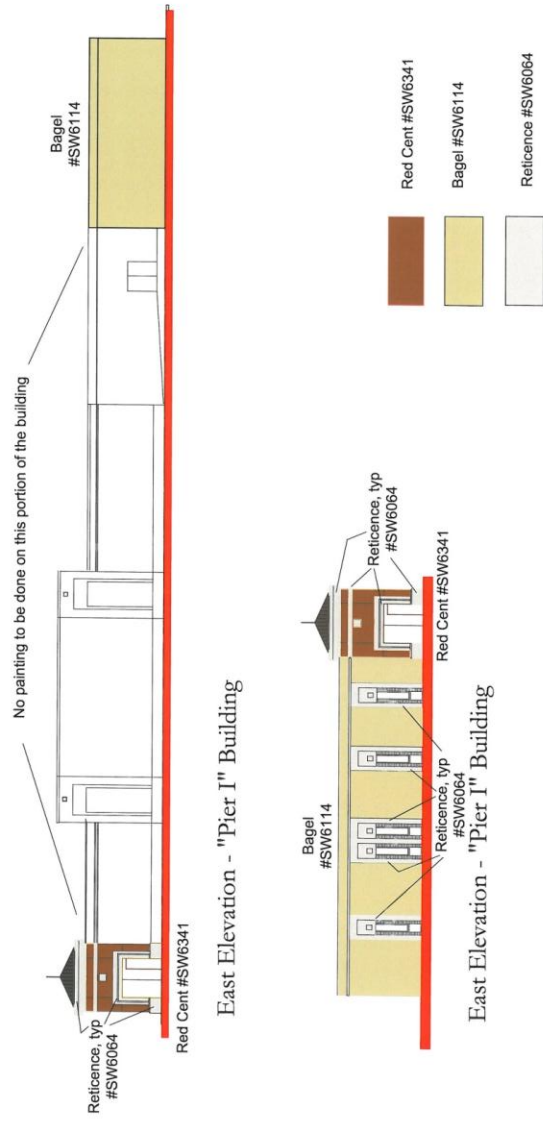 No painting to be done on this portion of the building
Bagel
#SW6114
Reticence, typ
#SW6064
Red Cent #SW6341
East Elevation - "Pier I" Building
Bagel
#SW6114
Reticence, typ
#SW6064
Reticence, typ
#SW6064
Red Cent #SW6341
East Elevation - "Pier I" Building
Red Cent #SW6341
Bagel #SW6114
Reticence #SW6064